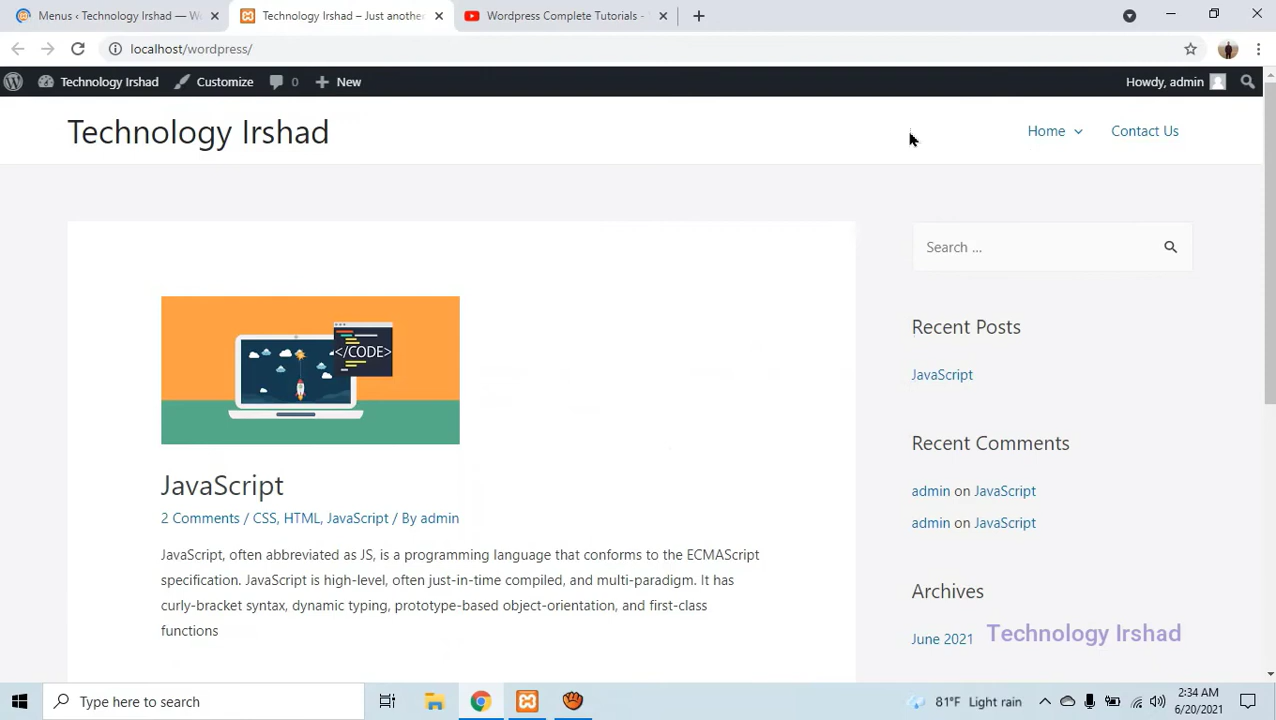 Menus ‹ Technology Irshad — W
Technology Irshad – Just anothe
Wordpress Complete Tutorials -
localhost/wordpress/
Technology Irshad
Customize
0
New
Howdy, admin
Technology Irshad
Home
Contact Us
Search …
</CODE>
Recent Posts
JavaScript
Recent Comments
admin on JavaScript
admin on JavaScript
Archives
June 2021
JavaScript
2 Comments / CSS, HTML, JavaScript / By admin
JavaScript, often abbreviated as JS, is a programming language that conforms to the ECMAScript
specification. JavaScript is high-level, often just-in-time compiled, and multi-paradigm. It has
curly-bracket syntax, dynamic typing, prototype-based object-orientation, and first-class
functions
Technology Irshad
Type here to search
81°F Light rain
2:34 AM
6/20/2021